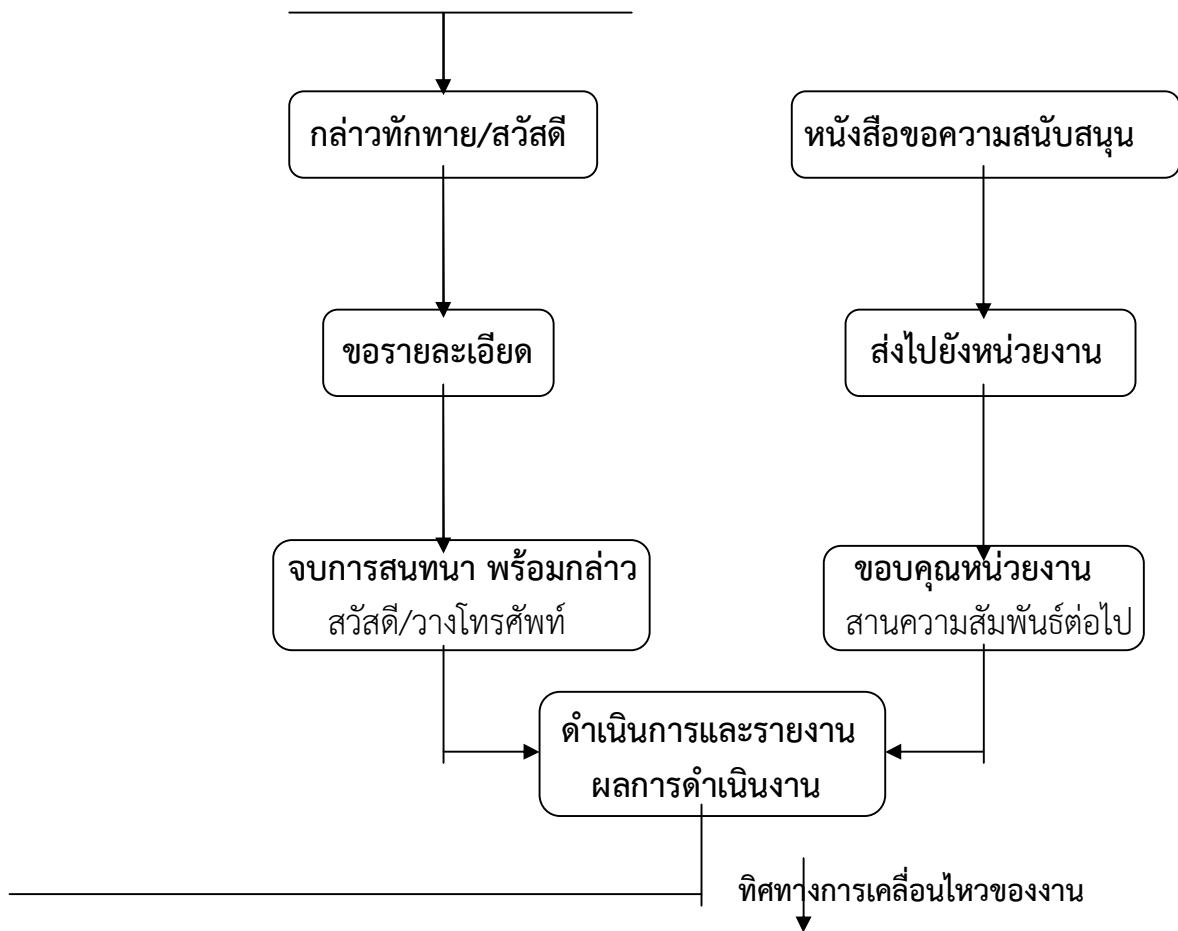 กล่าวทักทาย/สวัสดี
หนังสือขอความสนับสนุน
ขอรายละเอียด
ส่งไปยังหน่วยงาน
จบการสนทนา พร้อมกล่าว
สวัสดี/วางโทรศัพท์
ขอบคุณหน่วยงาน
สานความสัมพันธ์ต่อไป
ดำเนินการและรายงาน
ผลการดำเนินงาน
ทิศทางการเคลื่อนไหวของงาน